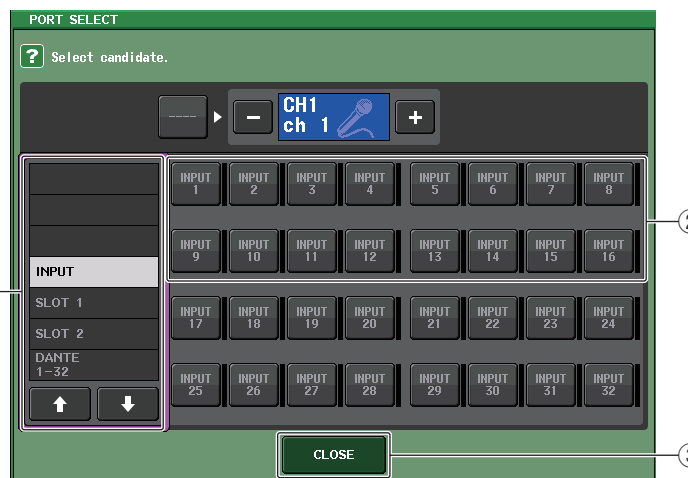 PORT SELECT
? Select candidate.
---- 
− CH1 +
ch 1
INPUT 1 INPUT 2 INPUT 3 INPUT 4 INPUT 5 INPUT 6 INPUT 7 INPUT 8
INPUT 9 INPUT 10 INPUT 11 INPUT 12 INPUT 13 INPUT 14 INPUT 15 INPUT 16
INPUT 17 INPUT 18 INPUT 19 INPUT 20 INPUT 21 INPUT 22 INPUT 23 INPUT 24
INPUT 25 INPUT 26 INPUT 27 INPUT 28 INPUT 29 INPUT 30 INPUT 31 INPUT 32
INPUT
SLOT 1
SLOT 2
DANTE
1-32
CLOSE